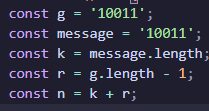 const g = '10011';
const message = '10011';
const k = message.length;
const r = g.length - 1;
const n = k + r;